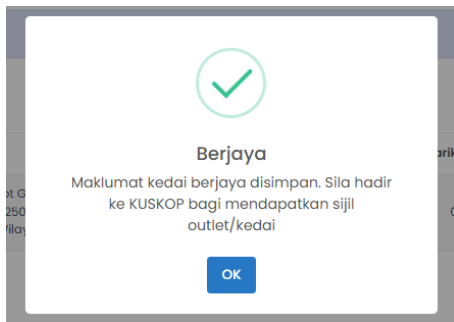 Berjaya
Maklumat kedai berjaya disimpan. Sila hadir
ke KUSKOP bagi mendapatkan sijil
outlet/kedai
OK